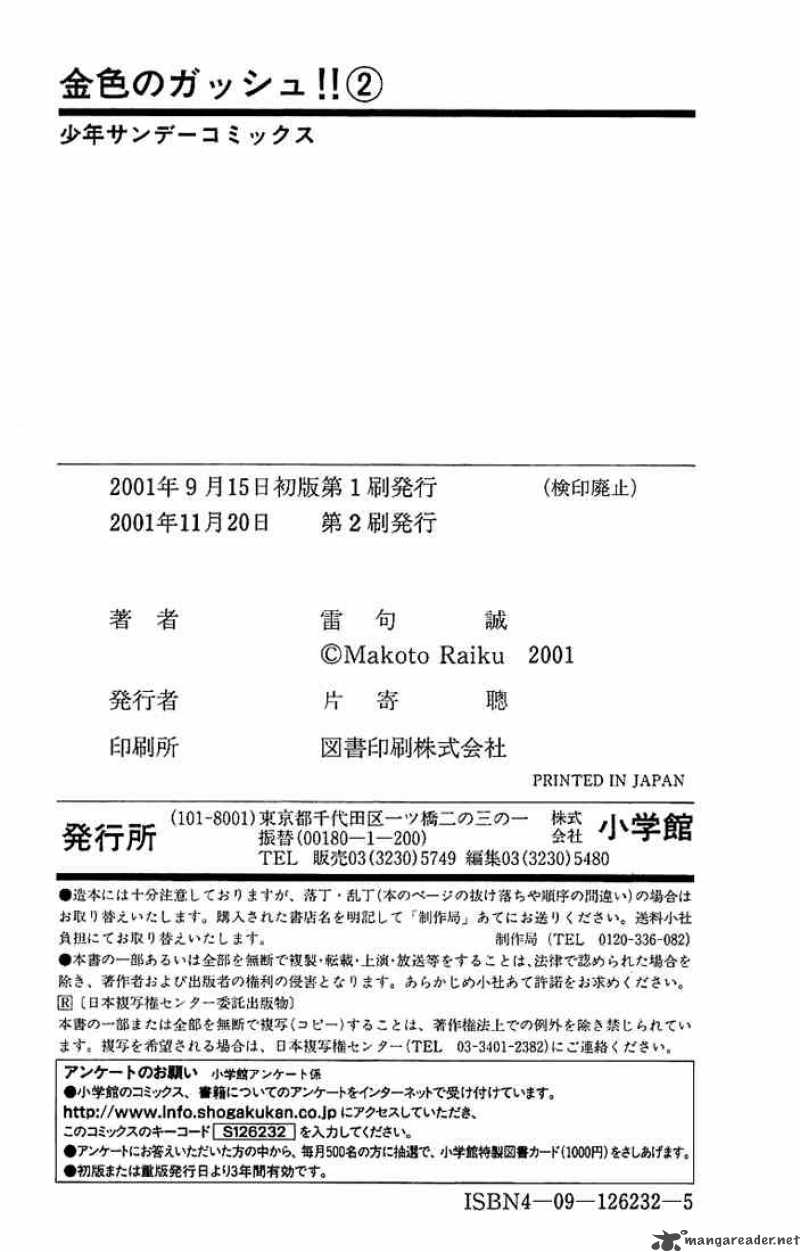 金色のガッシュ!!②
少年サンデーコミックス
2001年9月15日初版第1刷発行 (検印廃止)
2001年11月20日 第2刷発行
著者 雷句 誠
©Makoto Raiku 2001
発行者 片寄 聰
印刷所 図書印刷株式会社
PRINTED IN JAPAN
発行所 (101-8001)東京都千代田区一ツ橋二の三の一 株式会社 小学館
振替(00180―1―200)
TEL 販売03(3230)5749 編集03(3230)5480
●造本には十分注意しておりますが、落丁・乱丁(本のページの抜け落ちや順序の間違い)の場合は
お取り替えいたします。購入された書店名を明記して「制作局」あてにお送りください。送料小社
負担にてお取り替えいたします。 制作局(TEL 0120-336-082)
●本書の一部あるいは全部を無断で複製・転載・上演・放送等をすることは、法律で認められた場合を
除き、著作者および出版者の権利の侵害となります。あらかじめ小社あて許諾をお求めください。
R〔日本複写権センター委託出版物〕
本書の一部または全部を無断で複写(コピー)することは、著作権法上での例外を除き禁じられてい
ます。複写を希望される場合は、日本複写権センター(TEL 03-3401-2382)にご連絡ください。
アンケートのお願い 小学館アンケート係
●小学館のコミックス、書籍についてのアンケートをインターネットで受け付けています。
http://www.info.shogakukan.co.jp にアクセスしていただき、
このコミックスのキーコード S126232 を入力してください。
●アンケートにお答えいただいた方の中から、毎月500名の方に抽選で、小学館特製図書カード(1000円)をさしあげます。
●初版または重版発行日より3年間有効です。
ISBN4―09―126232―5
mangareader.net